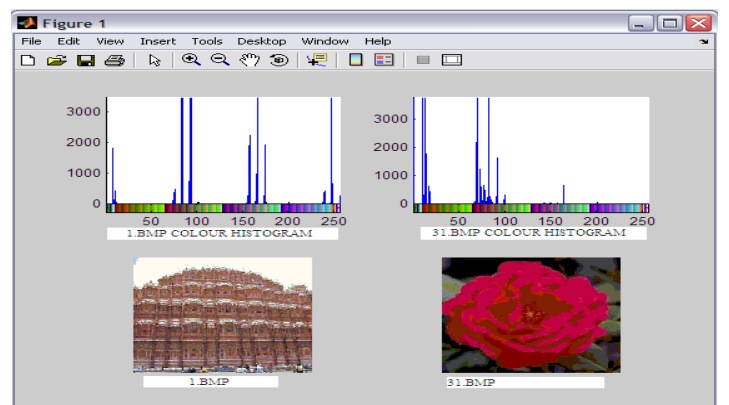 Figure 1
File Edit View Insert Tools Desktop Window Help
3000
2000
1000
0
50 100 150 200 250
1.BMP COLOUR HISTOGRAM
3000
2000
1000
0
50 100 150 200 250
31.BMP COLOUR HISTOGRAM
1.BMP
31.BMP